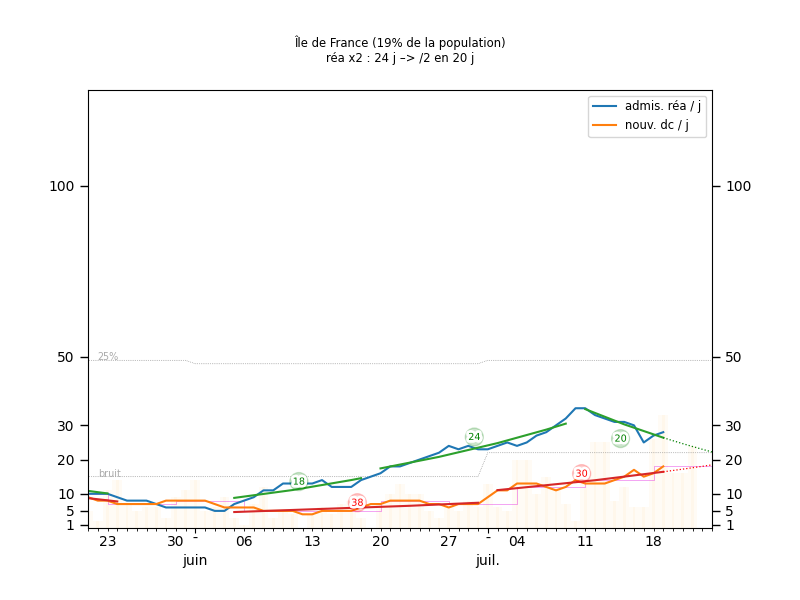 Île de France (19% de la population)
réa x2 : 24 j –> /2 en 20 j
admis. réa / j
nouv. dc / j
100 100
50 50
25%
30 30
24
20
20 20
bruit
18
30
10 10
38
5 5
1 1
23 30 - 06 13 20 27 - 04 11 18
juin juil.